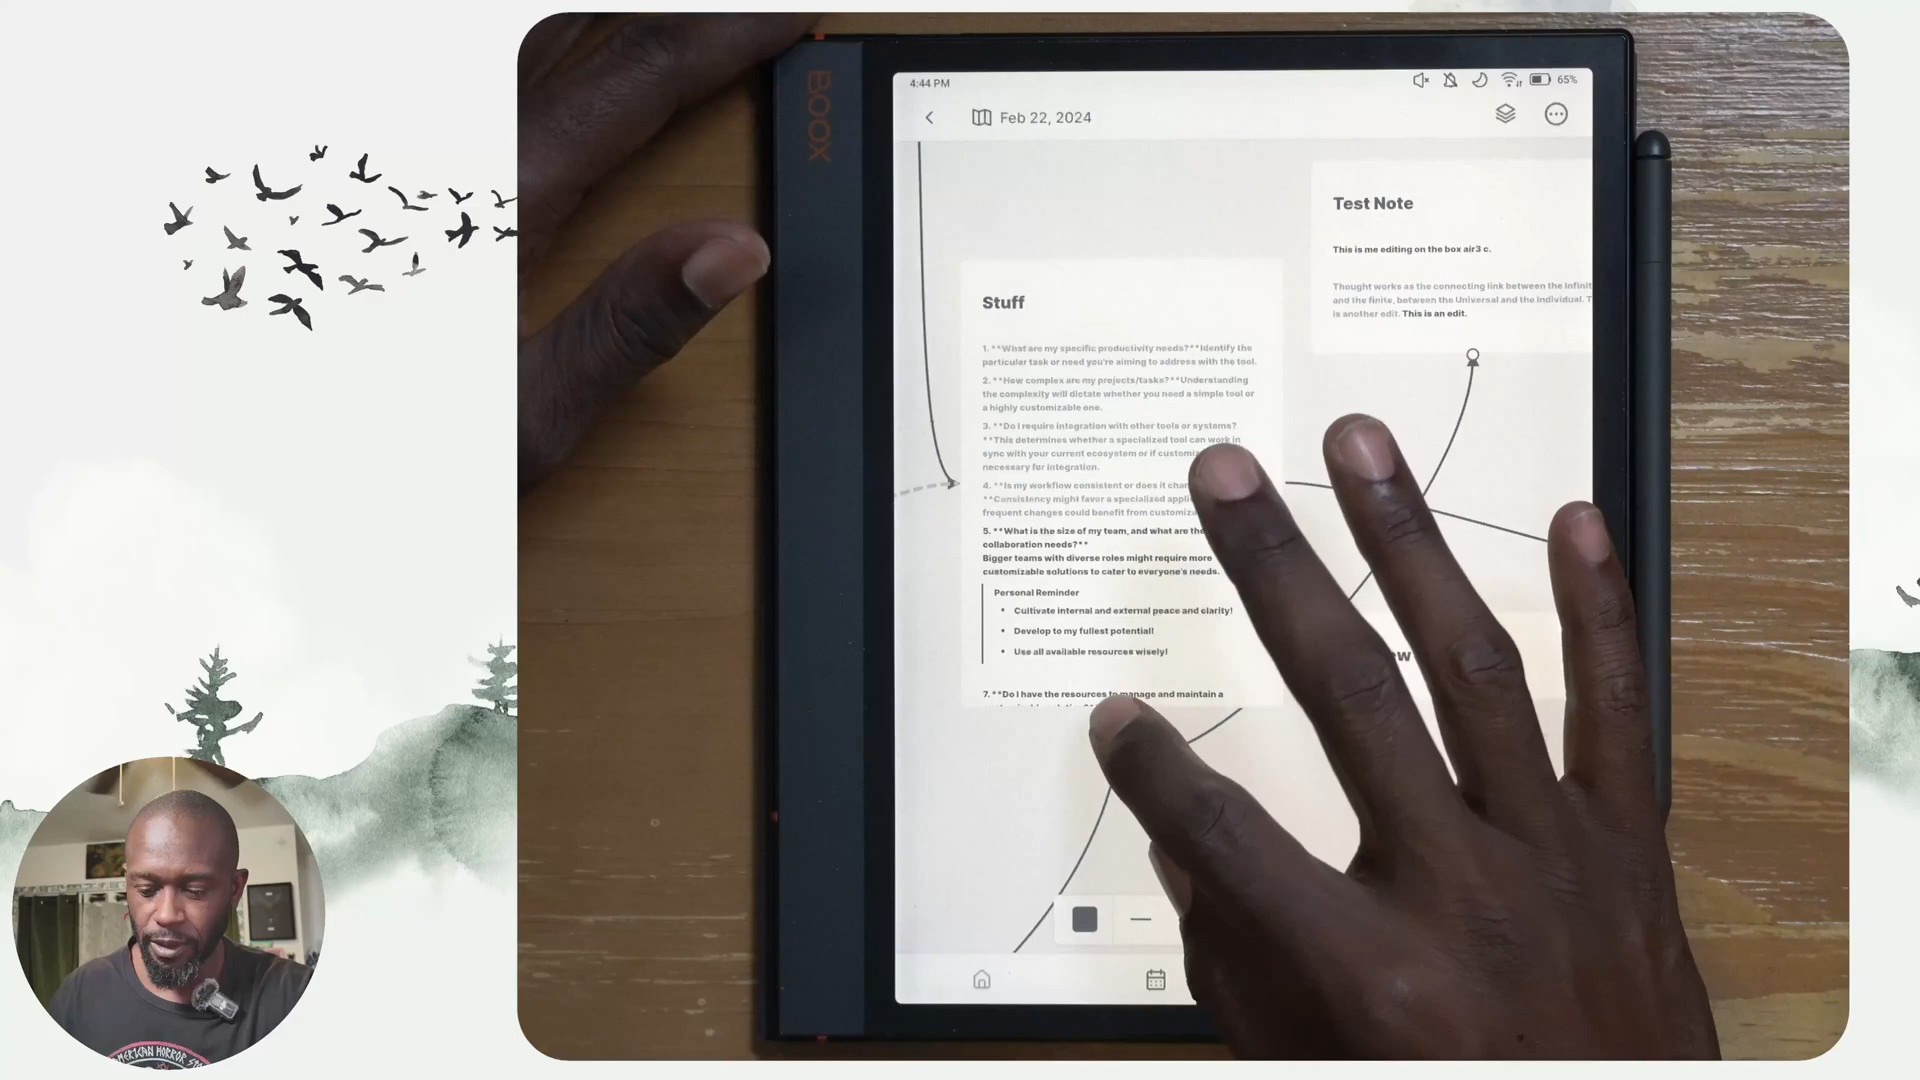 BOOX
4:44 PM
65%
Feb 22, 2024
Test Note
This is me editing on the box air3 c.
Thought works as the connecting link between the Infinit
and the finite, between the Universal and the Individual. T
is another edit. This is an edit.
Stuff
1. **What are my specific productivity needs?**Identify the
particular task or need you're aiming to address with the tool.
2. **How complex are my projects/tasks?**Understanding
the complexity will dictate whether you need a simple tool or
a highly customizable one.
3. **Do I require integration with other tools or systems?
**This determines whether a specialized tool can work in
sync with your current ecosystem or if customiz
necessary for integration.
4. **Is my workflow consistent or does it chan
**Consistency might favor a specialized appli
frequent changes could benefit from customiz
5. **What is the size of my team, and what are the
collaboration needs?**
Bigger teams with diverse roles might require more
customizable solutions to cater to everyone's needs.
Personal Reminder
• Cultivate internal and external peace and clarity!
• Develop to my fullest potential!
• Use all available resources wisely!
7. **Do I have the resources to manage and maintain a
AMERICAN HORROR